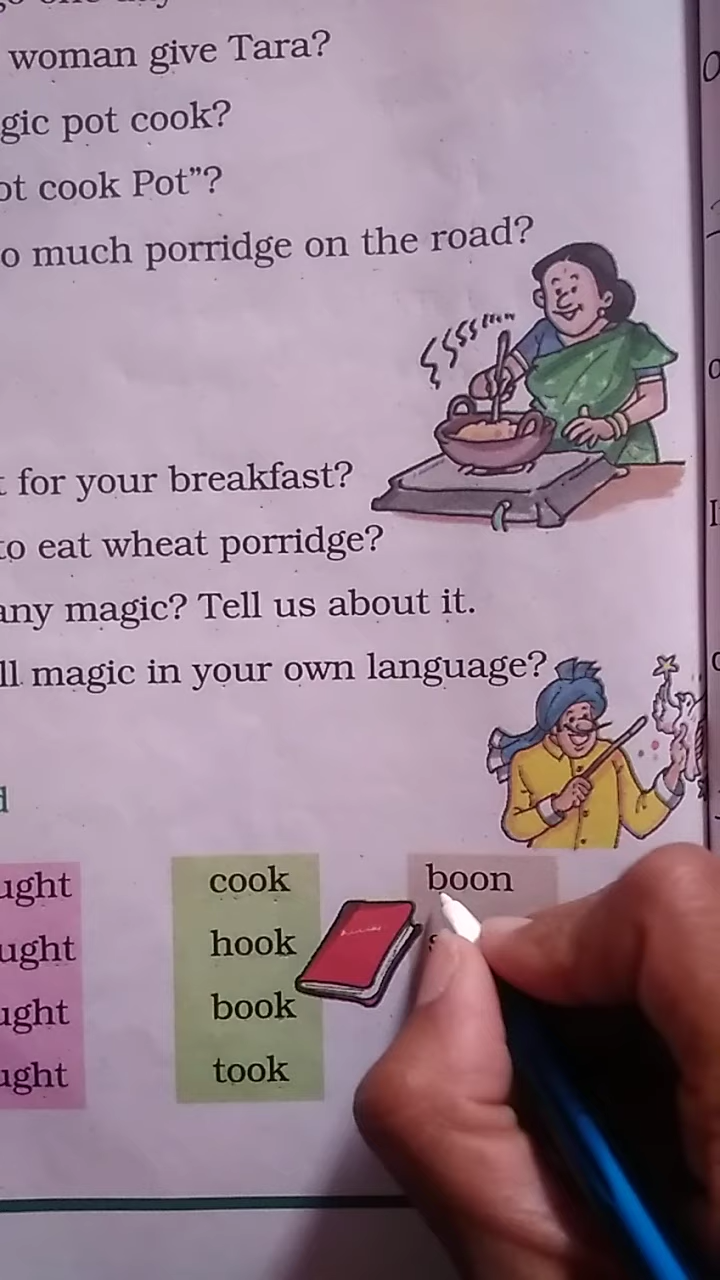 woman give Tara?
gic pot cook?
ot cook Pot"?
o much porridge on the road?
for your breakfast?
to eat wheat porridge?
any magic? Tell us about it.
ll magic in your own language?
ught cook boon
ught hook
ught book
ught took